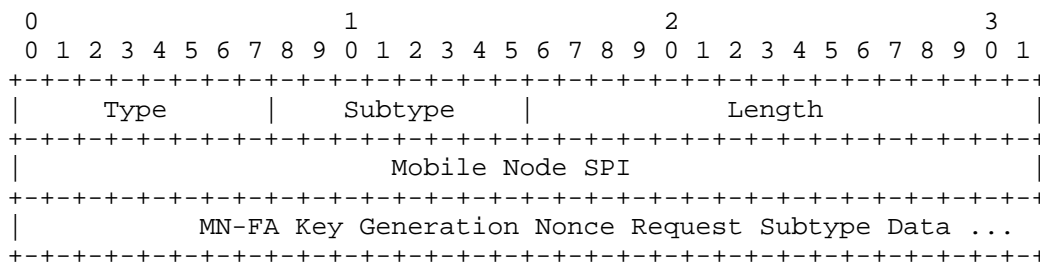 0                   1                   2                   3
 0 1 2 3 4 5 6 7 8 9 0 1 2 3 4 5 6 7 8 9 0 1 2 3 4 5 6 7 8 9 0 1
+-+-+-+-+-+-+-+-+-+-+-+-+-+-+-+-+-+-+-+-+-+-+-+-+-+-+-+-+-+-+-+-+
|     Type      |    Subtype    |            Length             |
+-+-+-+-+-+-+-+-+-+-+-+-+-+-+-+-+-+-+-+-+-+-+-+-+-+-+-+-+-+-+-+-+
|                       Mobile Node SPI                         |
+-+-+-+-+-+-+-+-+-+-+-+-+-+-+-+-+-+-+-+-+-+-+-+-+-+-+-+-+-+-+-+-+
|           MN-FA Key Generation Nonce Request Subtype Data ...
+-+-+-+-+-+-+-+-+-+-+-+-+-+-+-+-+-+-+-+-+-+-+-+-+-+-+-+-+-+-+-+-+